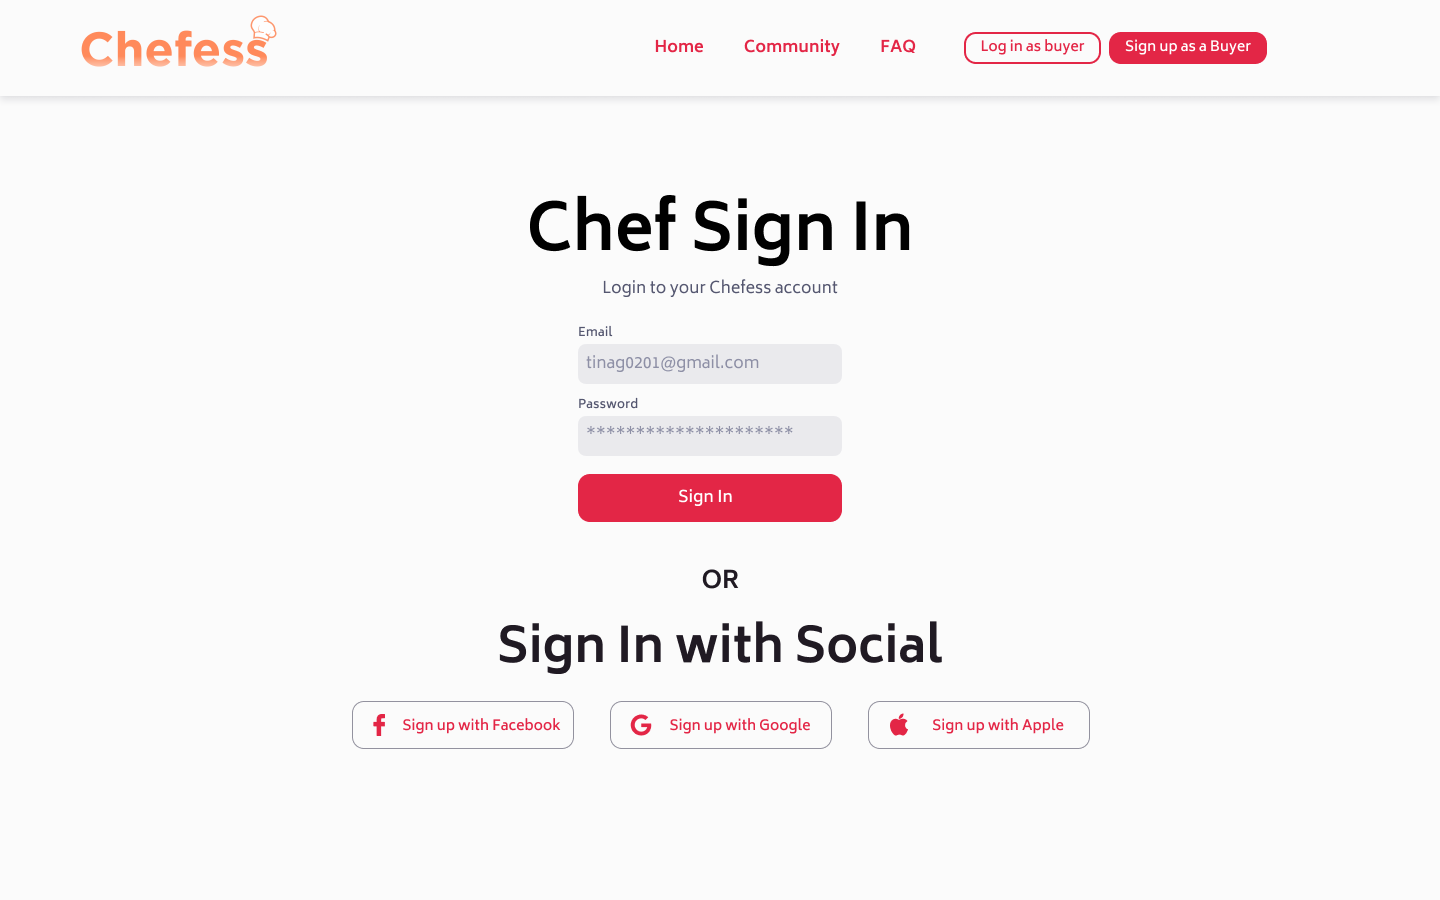 Chefess
Home Community FAQ Log in as buyer Sign up as a Buyer
Chef Sign In
Login to your Chefess account
Email
tinag0201@gmail.com
Password
*********************
Sign In
OR
Sign In with Social
Sign up with Facebook Sign up with Google Sign up with Apple